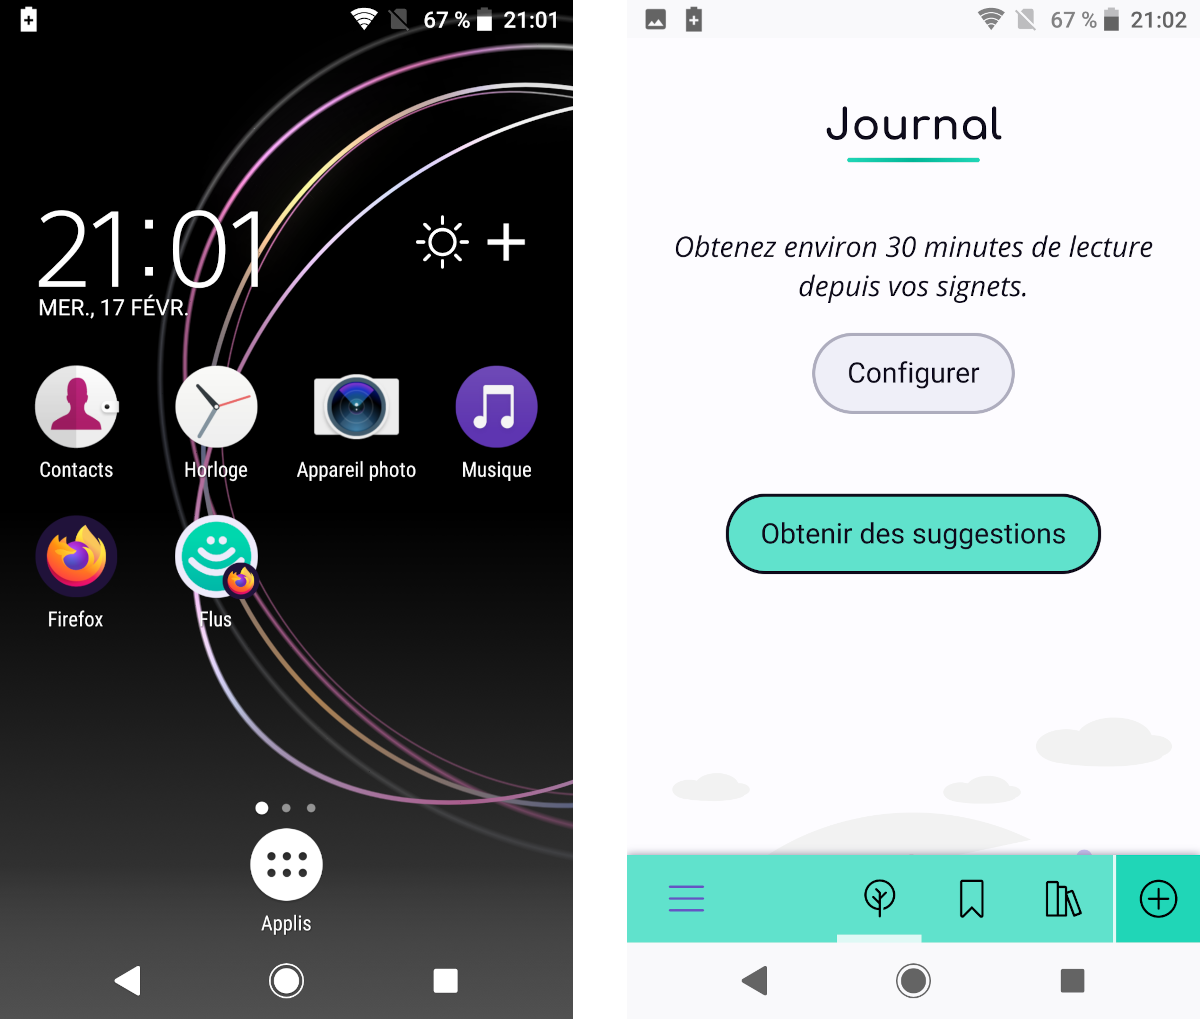 67 % 21:01
21:01
MER., 17 FÉVR.
Contacts
Horloge
Appareil photo
Musique
Firefox
Flus
Applis
67 % 21:02
Journal
Obtenez environ 30 minutes de lecture
depuis vos signets.
Configurer
Obtenir des suggestions